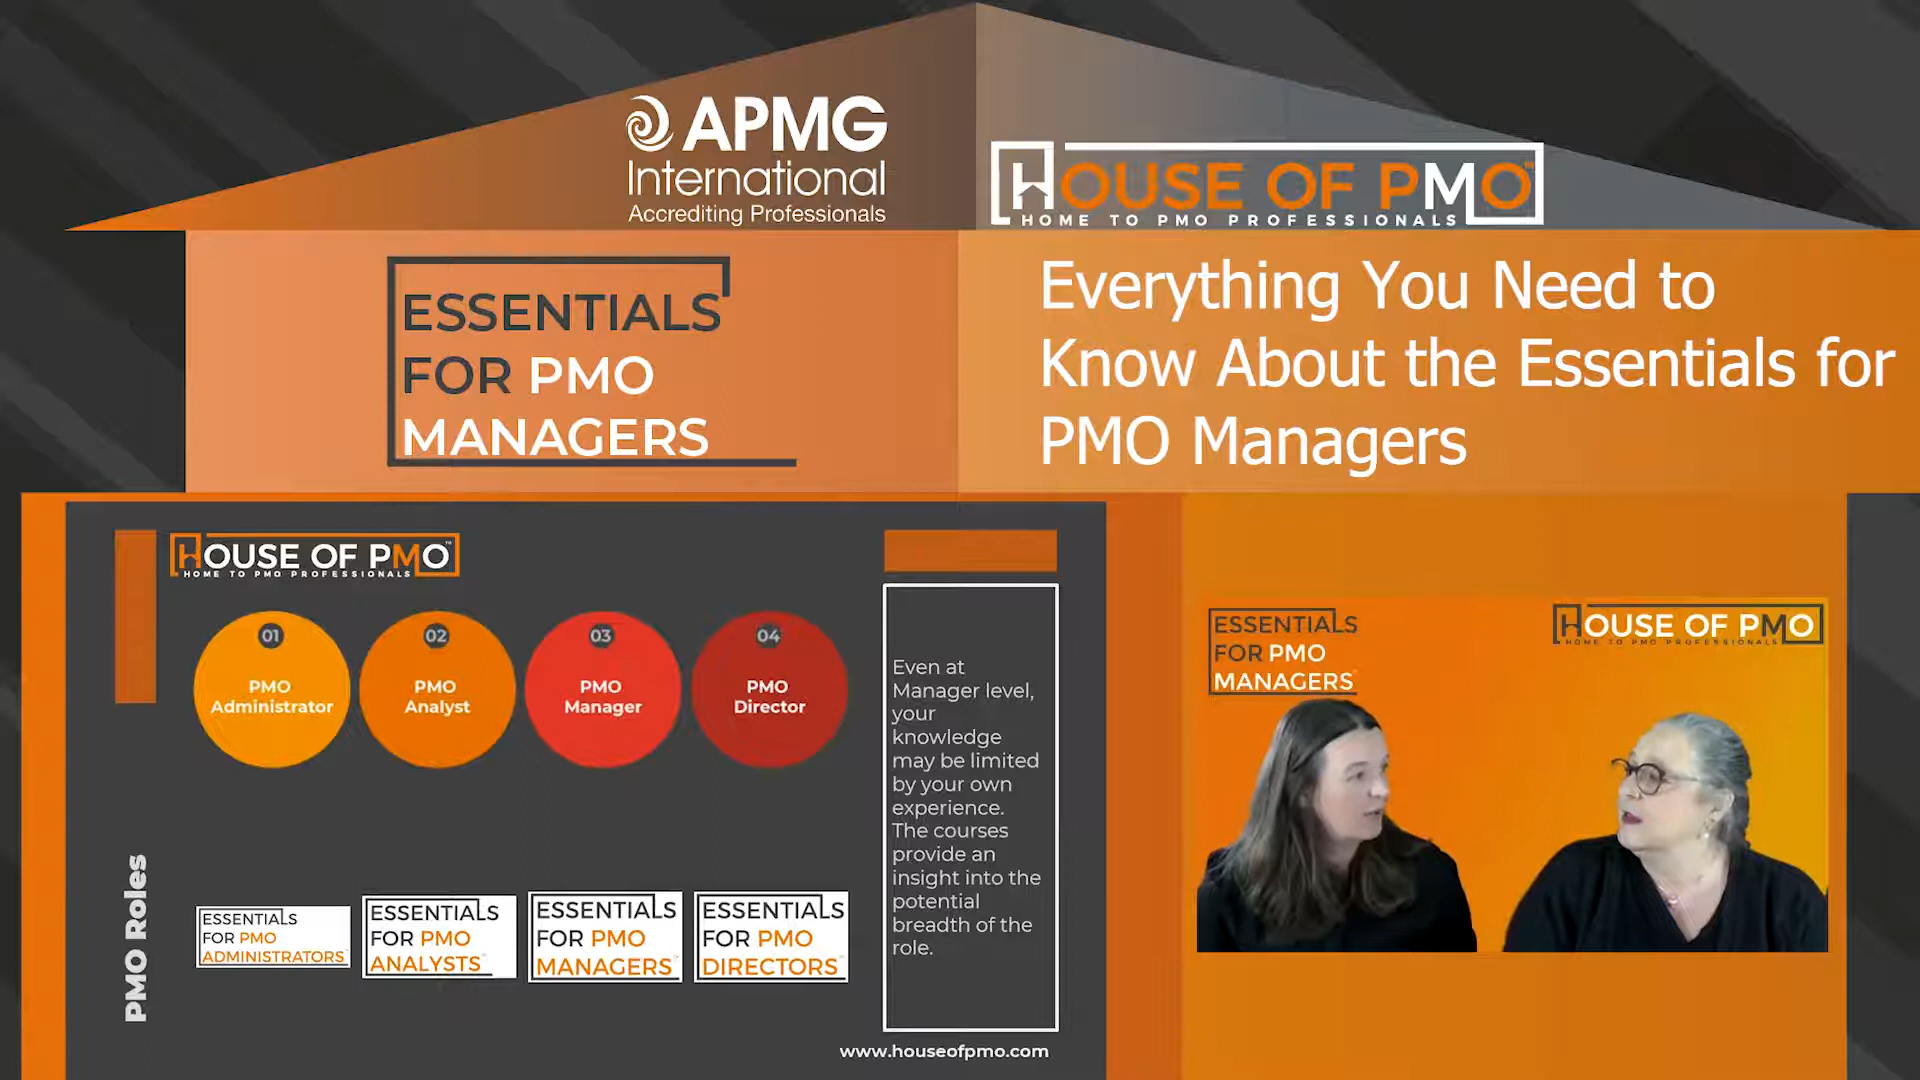 APMG
International
Accrediting Professionals
HOUSE OF PMO™
HOME TO PMO PROFESSIONALS
ESSENTIALS
FOR PMO
MANAGERS
Everything You Need to
Know About the Essentials for
PMO Managers
HOUSE OF PMO™
HOME TO PMO PROFESSIONALS
01
PMO
Administrator
02
PMO
Analyst
03
PMO
Manager
04
PMO
Director
PMO Roles
ESSENTIALS
FOR PMO
ADMINISTRATORS
ESSENTIALS
FOR PMO
ANALYSTS
ESSENTIALS
FOR PMO
MANAGERS
ESSENTIALS
FOR PMO
DIRECTORS
Even at
Manager level,
your
knowledge
may be limited
by your own
experience.
The courses
provide an
insight into the
potential
breadth of the
role.
www.houseofpmo.com
ESSENTIALS
FOR PMO
MANAGERS
HOUSE OF PMO
HOME TO PMO PROFESSIONALS